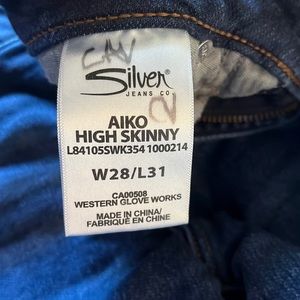 Silver
JEANS CO.
AIKO
HIGH SKINNY
L84105SWK354 1000214
W28/L31
CA00508
WESTERN GLOVE WORKS
MADE IN CHINA/
FABRIQUÉ EN CHINE